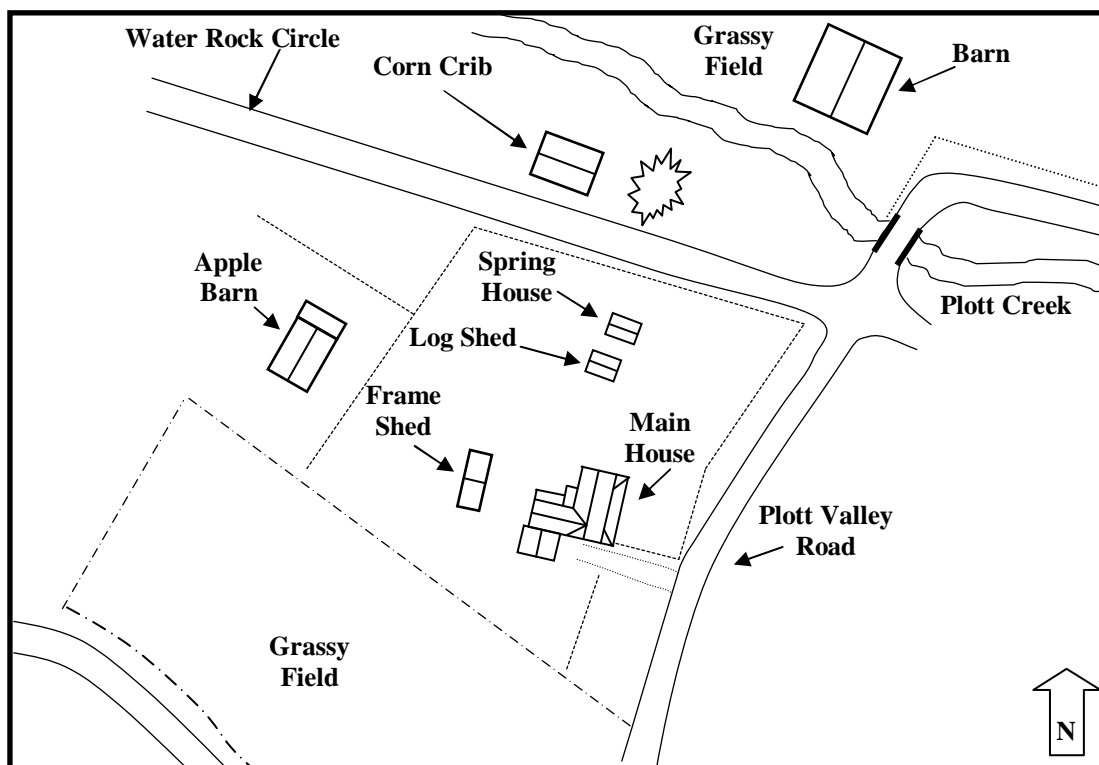 Water Rock Circle
Corn Crib
Grassy
Field
Barn
Apple
Barn
Spring
House
Log Shed
Plott Creek
Frame
Shed
Main
House
Plott Valley
Road
Grassy
Field
N